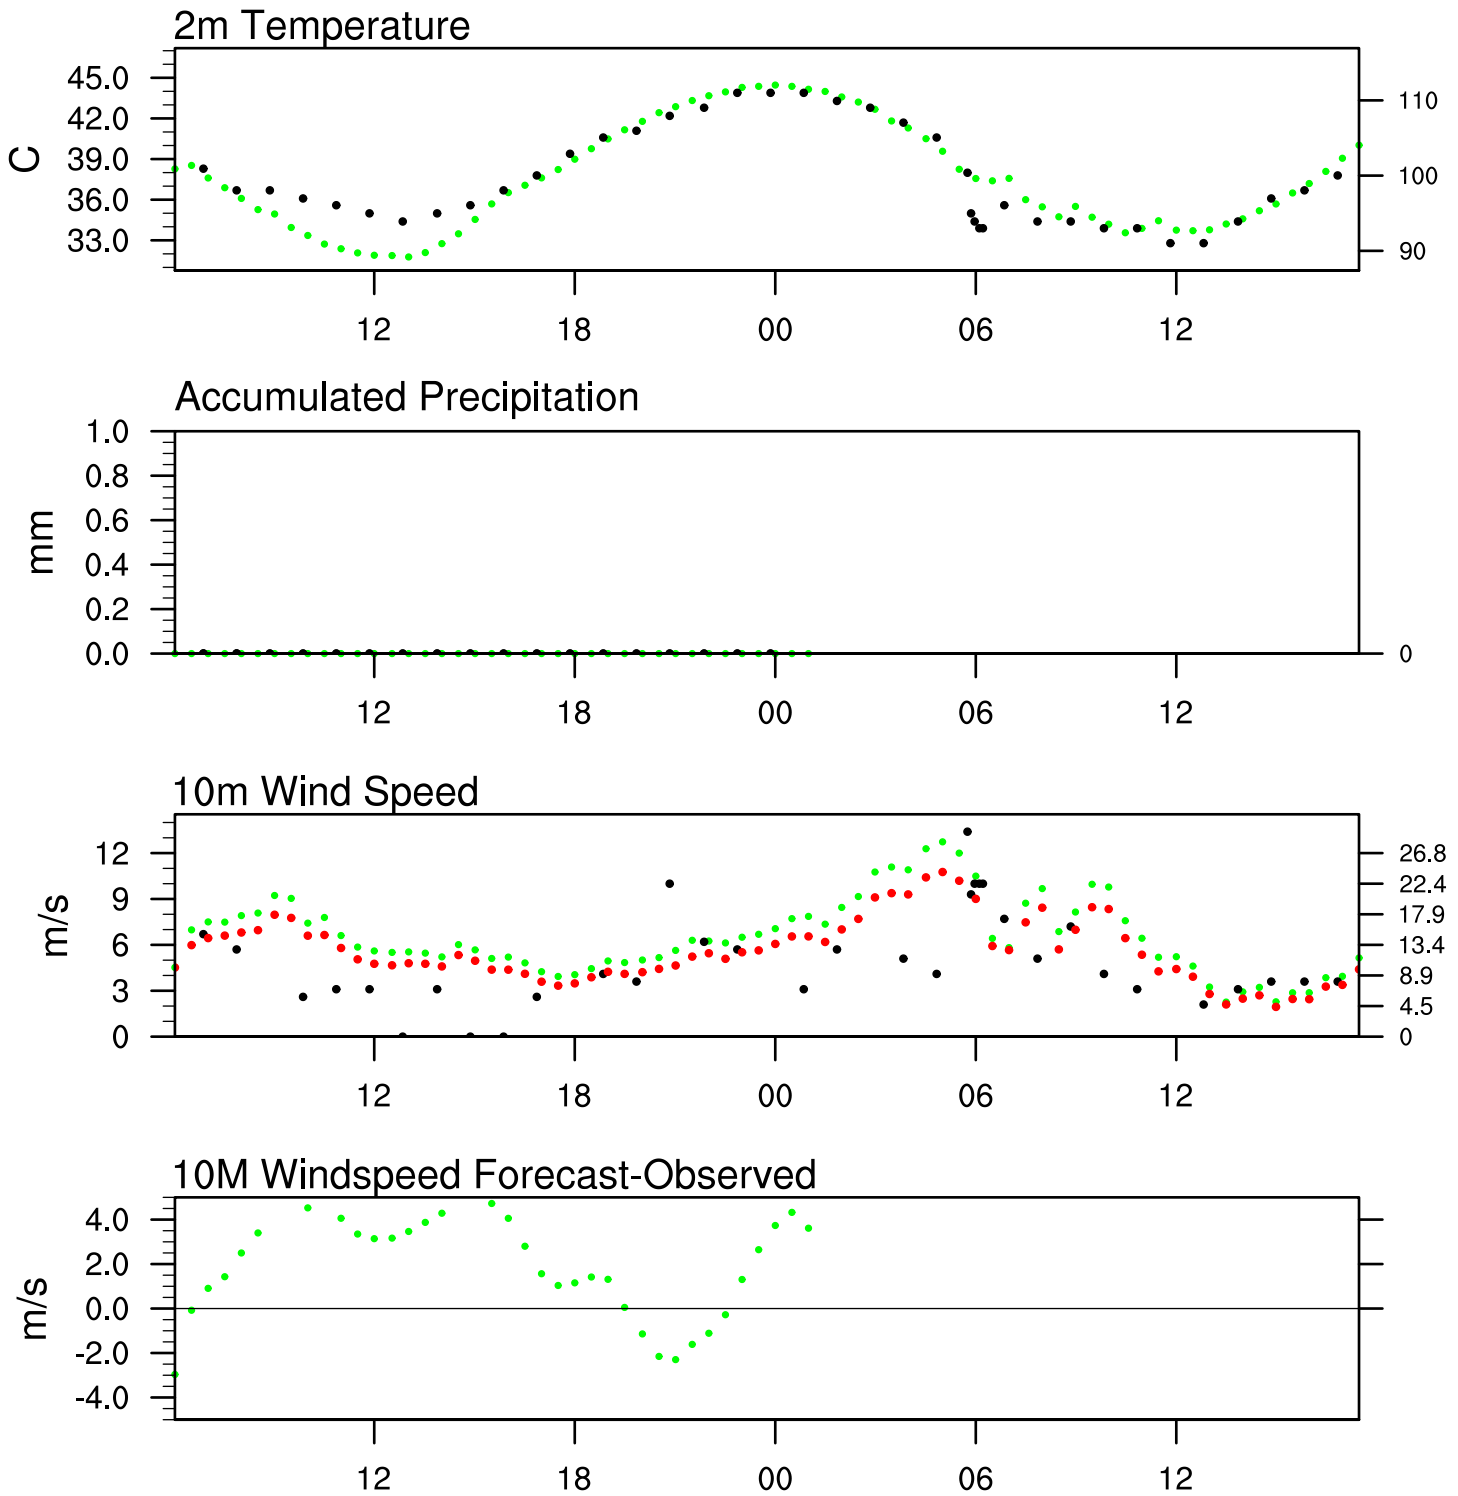 2m Temperature
45.0
42.0
39.0
36.0
33.0
C
110
100
90
12 18 00 06 12
Accumulated Precipitation
1.0
0.8
0.6
0.4
0.2
0.0
mm
0
12 18 00 06 12
10m Wind Speed
12
9
6
3
0
m/s
26.8
22.4
17.9
13.4
8.9
4.5
0
12 18 00 06 12
10M Windspeed Forecast-Observed
4.0
2.0
0.0
-2.0
-4.0
m/s
12 18 00 06 12